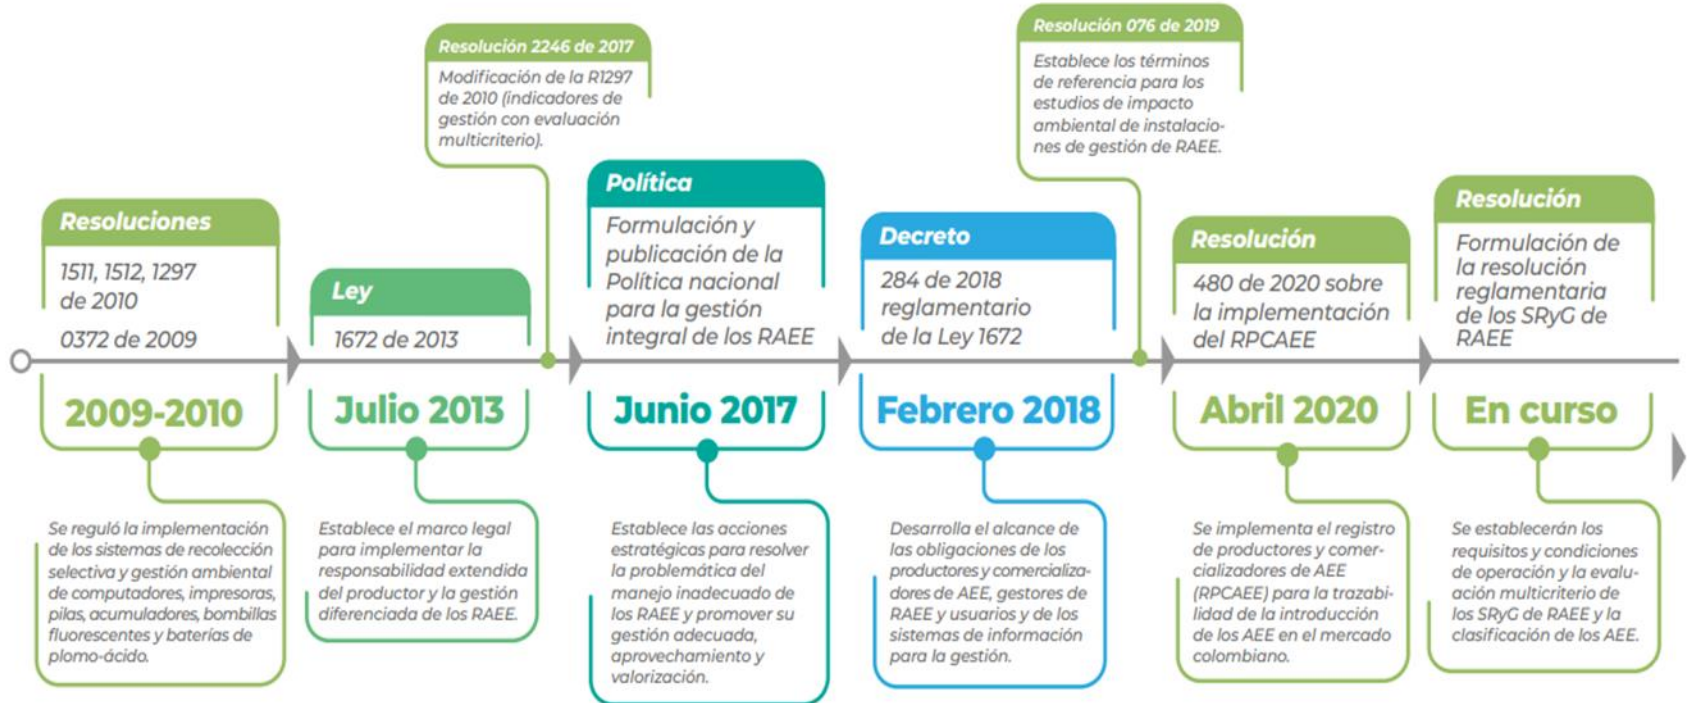 Resolución 2246 de 2017
Modificación de la R1297
de 2010 (indicadores de
gestión con evaluación
multicriterio).
Resolución 076 de 2019
Establece los términos
de referencia para los
estudios de impacto
ambiental de instalacio-
nes de gestión de RAEE.
Resoluciones
1511, 1512, 1297
de 2010
0372 de 2009
Ley
1672 de 2013
Política
Formulación y
publicación de la
Política nacional
para la gestión
integral de los RAEE
Decreto
284 de 2018
reglamentario
de la Ley 1672
Resolución
480 de 2020 sobre
la implementación
del RPCAEE
Resolución
Formulación de
la resolución
reglamentaria
de los SRyG de
RAEE
2009-2010
Julio 2013
Junio 2017
Febrero 2018
Abril 2020
En curso
Se reguló la implementación
de los sistemas de recolección
selectiva y gestión ambiental
de computadores, impresoras,
pilas, acumuladores, bombillas
fluorescentes y baterías de
plomo-ácido.
Establece el marco legal
para implementar la
responsabilidad extendida
del productor y la gestión
diferenciada de los RAEE.
Establece las acciones
estratégicas para resolver
la problemática del
manejo inadecuado de
los RAEE y promover su
gestión adecuada,
aprovechamiento y
valorización.
Desarrolla el alcance de
las obligaciones de los
productores y comercializa-
dores de AEE, gestores de
RAEE y usuarios y de los
sistemas de información
para la gestión.
Se implementa el registro
de productores y comer-
cializadores de AEE
(RPCAEE) para la trazabi-
lidad de la introducción
de los AEE en el mercado
colombiano.
Se establecerán los
requisitos y condiciones
de operación y la evalu-
ación multicriterio de
los SRyG de RAEE y la
clasificación de los AEE.